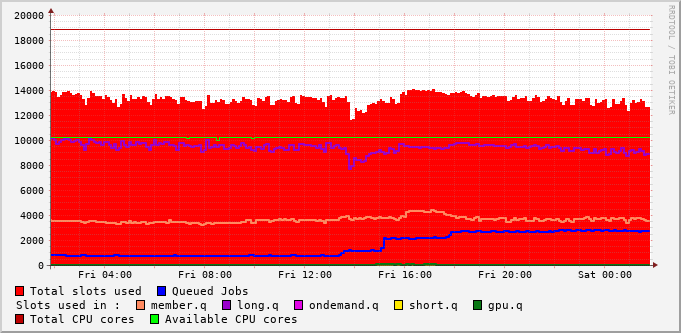 RRDTOOL / TOBI OETIKER
20000
18000
16000
14000
12000
10000
8000
6000
4000
2000
0
Fri 04:00 Fri 08:00 Fri 12:00 Fri 16:00 Fri 20:00 Sat 00:00
Total slots used Queued Jobs
Slots used in : member.q long.q ondemand.q short.q gpu.q
Total CPU cores Available CPU cores